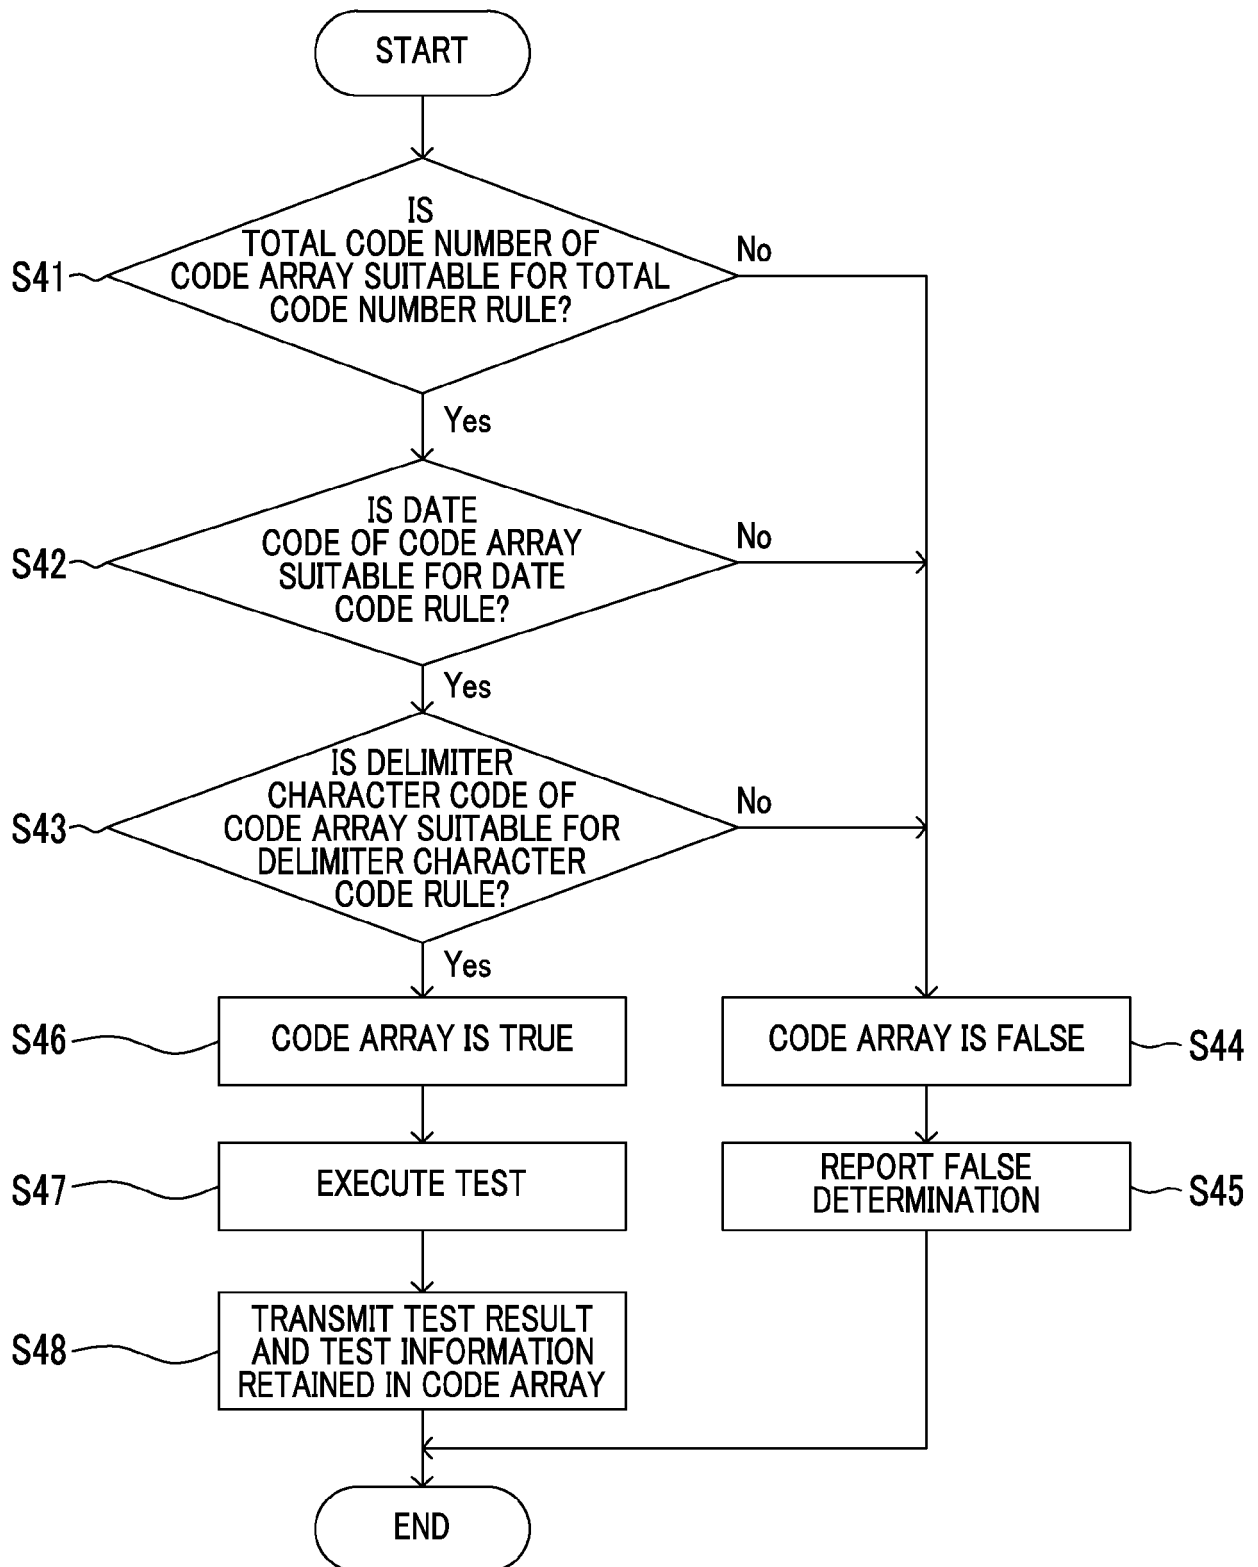 START
IS
TOTAL CODE NUMBER OF
CODE ARRAY SUITABLE FOR TOTAL
CODE NUMBER RULE?
S41
No
Yes
IS DATE
CODE OF CODE ARRAY
SUITABLE FOR DATE
CODE RULE?
S42
No
Yes
IS DELIMITER
CHARACTER CODE OF
CODE ARRAY SUITABLE FOR
DELIMITER CHARACTER
CODE RULE?
S43
No
Yes
S46
CODE ARRAY IS TRUE
CODE ARRAY IS FALSE
S44
S47
EXECUTE TEST
REPORT FALSE
DETERMINATION
S45
S48
TRANSMIT TEST RESULT
AND TEST INFORMATION
RETAINED IN CODE ARRAY
END